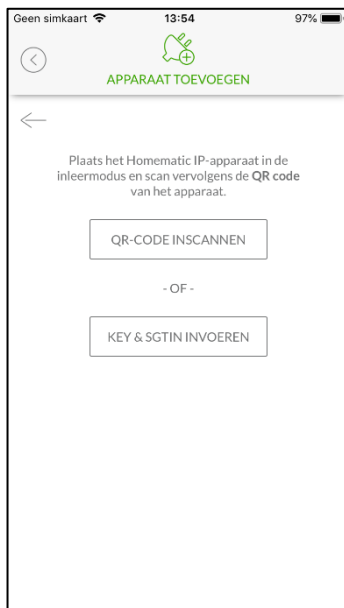 Geen simkaart 13:54 97%
APPARAAT TOEVOEGEN
Plaats het Homematic IP-apparaat in de
inleermodus en scan vervolgens de QR code
van het apparaat.
QR-CODE INSCANNEN
- OF -
KEY & SGTIN INVOEREN